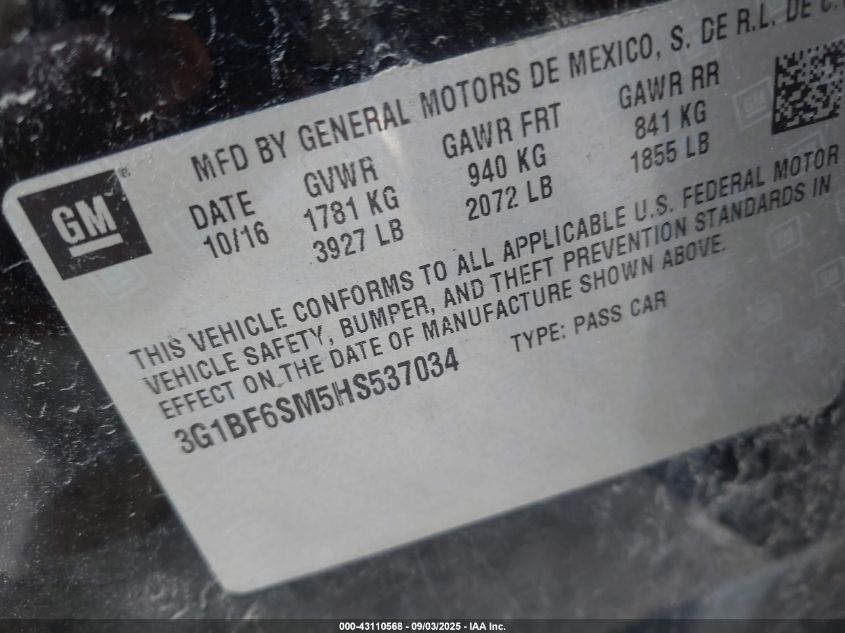 MFD BY GENERAL MOTORS DE MEXICO, S. DE R.L. DE C.
GM
DATE GVWR GAWR FRT GAWR RR
10/16 1781 KG 940 KG 841 KG
3927 LB 2072 LB 1855 LB
THIS VEHICLE CONFORMS TO ALL APPLICABLE U.S. FEDERAL MOTOR
VEHICLE SAFETY, BUMPER, AND THEFT PREVENTION STANDARDS IN
EFFECT ON THE DATE OF MANUFACTURE SHOWN ABOVE.
3G1BF6SM5HS537034 TYPE: PASS CAR
000-43110568 - 09/03/2025 - IAA Inc.